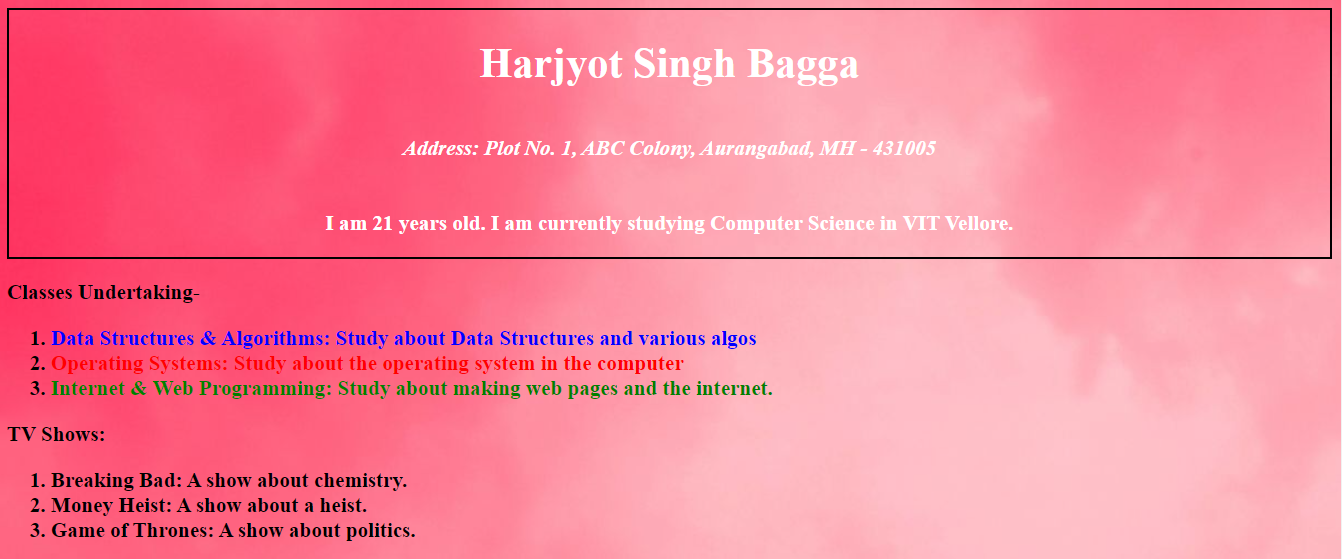 Harjyot Singh Bagga
Address: Plot No. 1, ABC Colony, Aurangabad, MH - 431005
I am 21 years old. I am currently studying Computer Science in VIT Vellore.
Classes Undertaking-
1. Data Structures & Algorithms: Study about Data Structures and various algos
2. Operating Systems: Study about the operating system in the computer
3. Internet & Web Programming: Study about making web pages and the internet.
TV Shows:
1. Breaking Bad: A show about chemistry.
2. Money Heist: A show about a heist.
3. Game of Thrones: A show about politics.